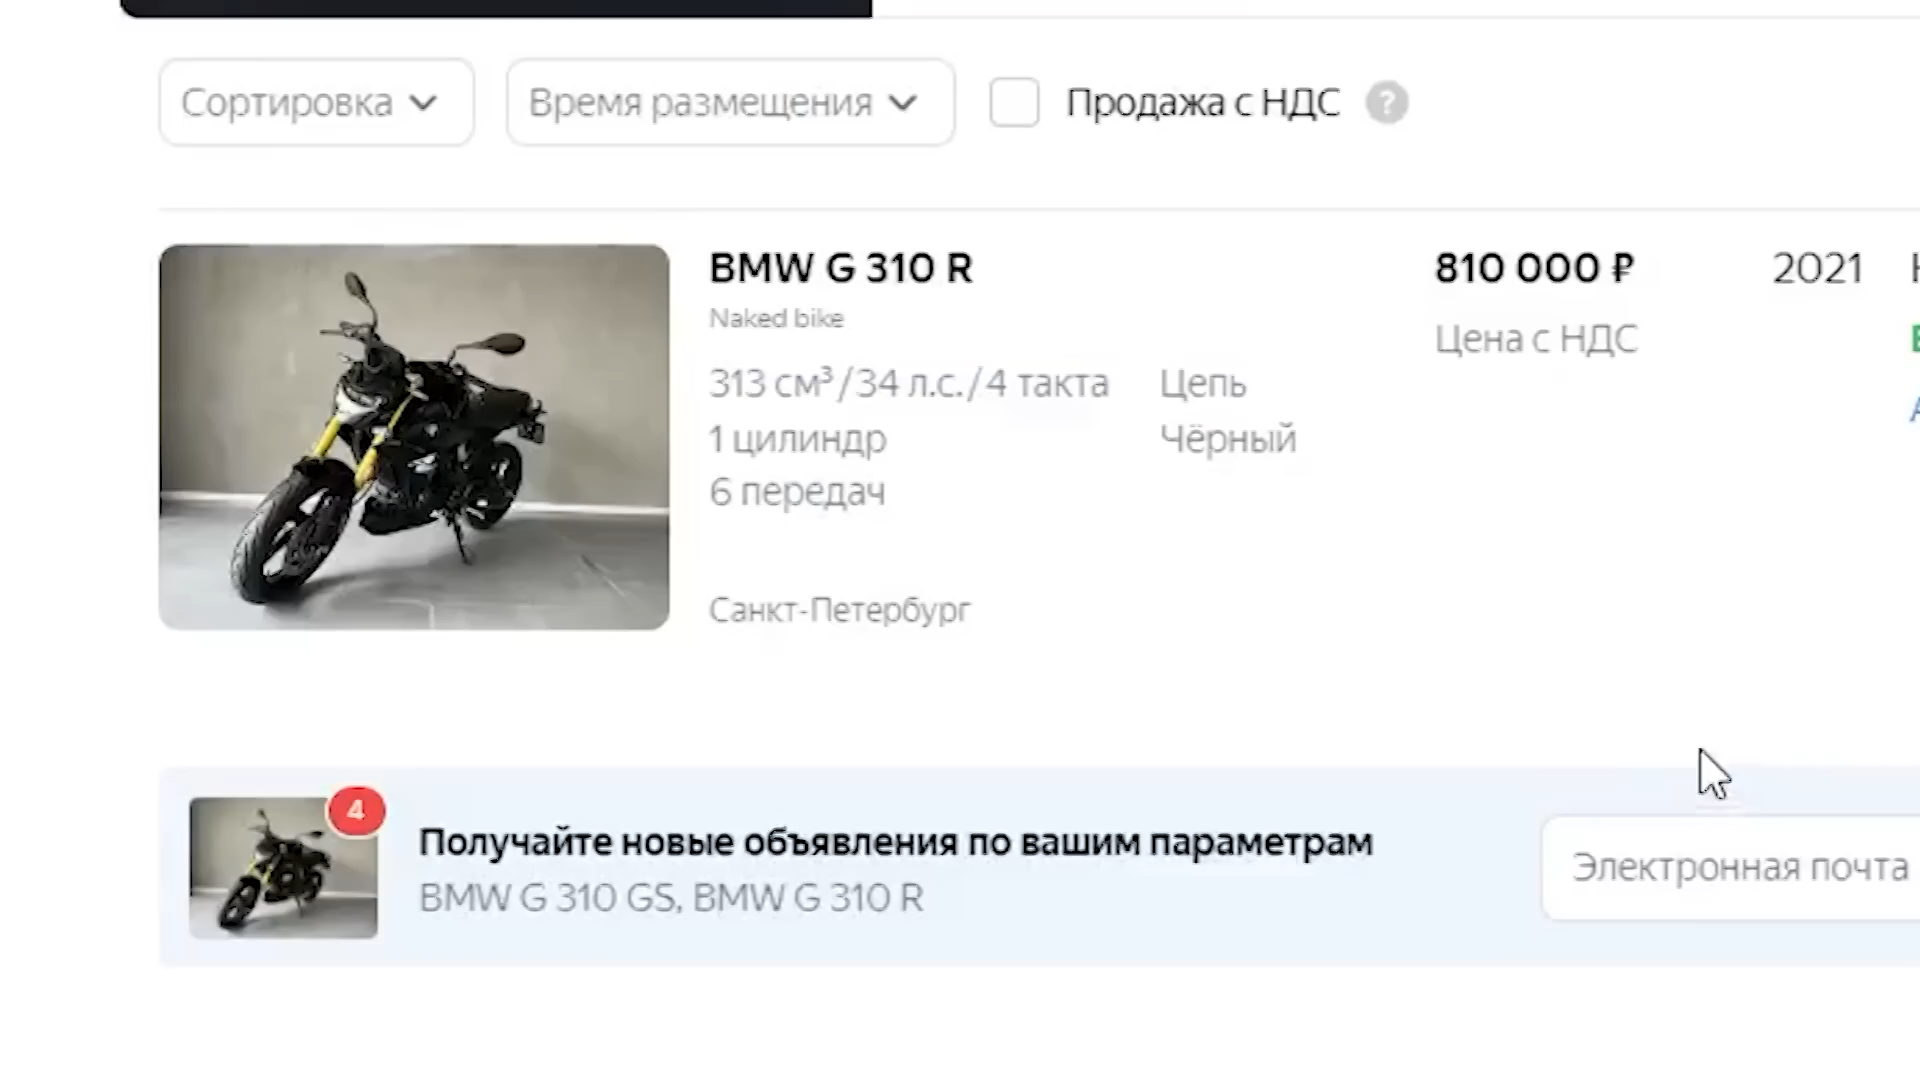 Сортировка
Время размещения
Продажа с НДС
?
BMW G 310 R
810 000 ₽
2021
Naked bike
Цена с НДС
313 см³/34 л.с./4 такта
Цепь
1 цилиндр
Чёрный
6 передач
Санкт-Петербург
4
Получайте новые объявления по вашим параметрам
BMW G 310 GS, BMW G 310 R
Электронная почта